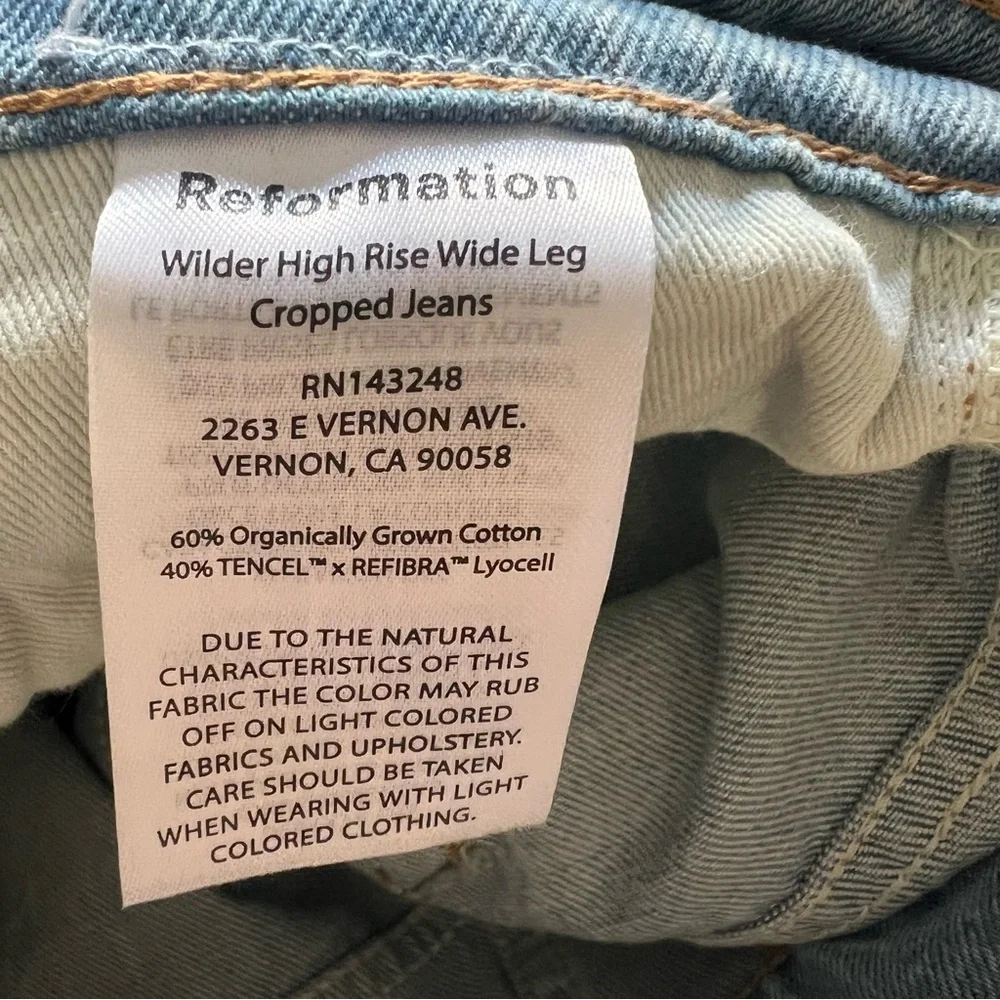 Reformation
Wilder High Rise Wide Leg
Cropped Jeans
RN143248
2263 E VERNON AVE.
VERNON, CA 90058
60% Organically Grown Cotton
40% TENCEL™ x REFIBRA™ Lyocell
DUE TO THE NATURAL
CHARACTERISTICS OF THIS
FABRIC THE COLOR MAY RUB
OFF ON LIGHT COLORED
FABRICS AND UPHOLSTERY.
CARE SHOULD BE TAKEN
WHEN WEARING WITH LIGHT
COLORED CLOTHING.